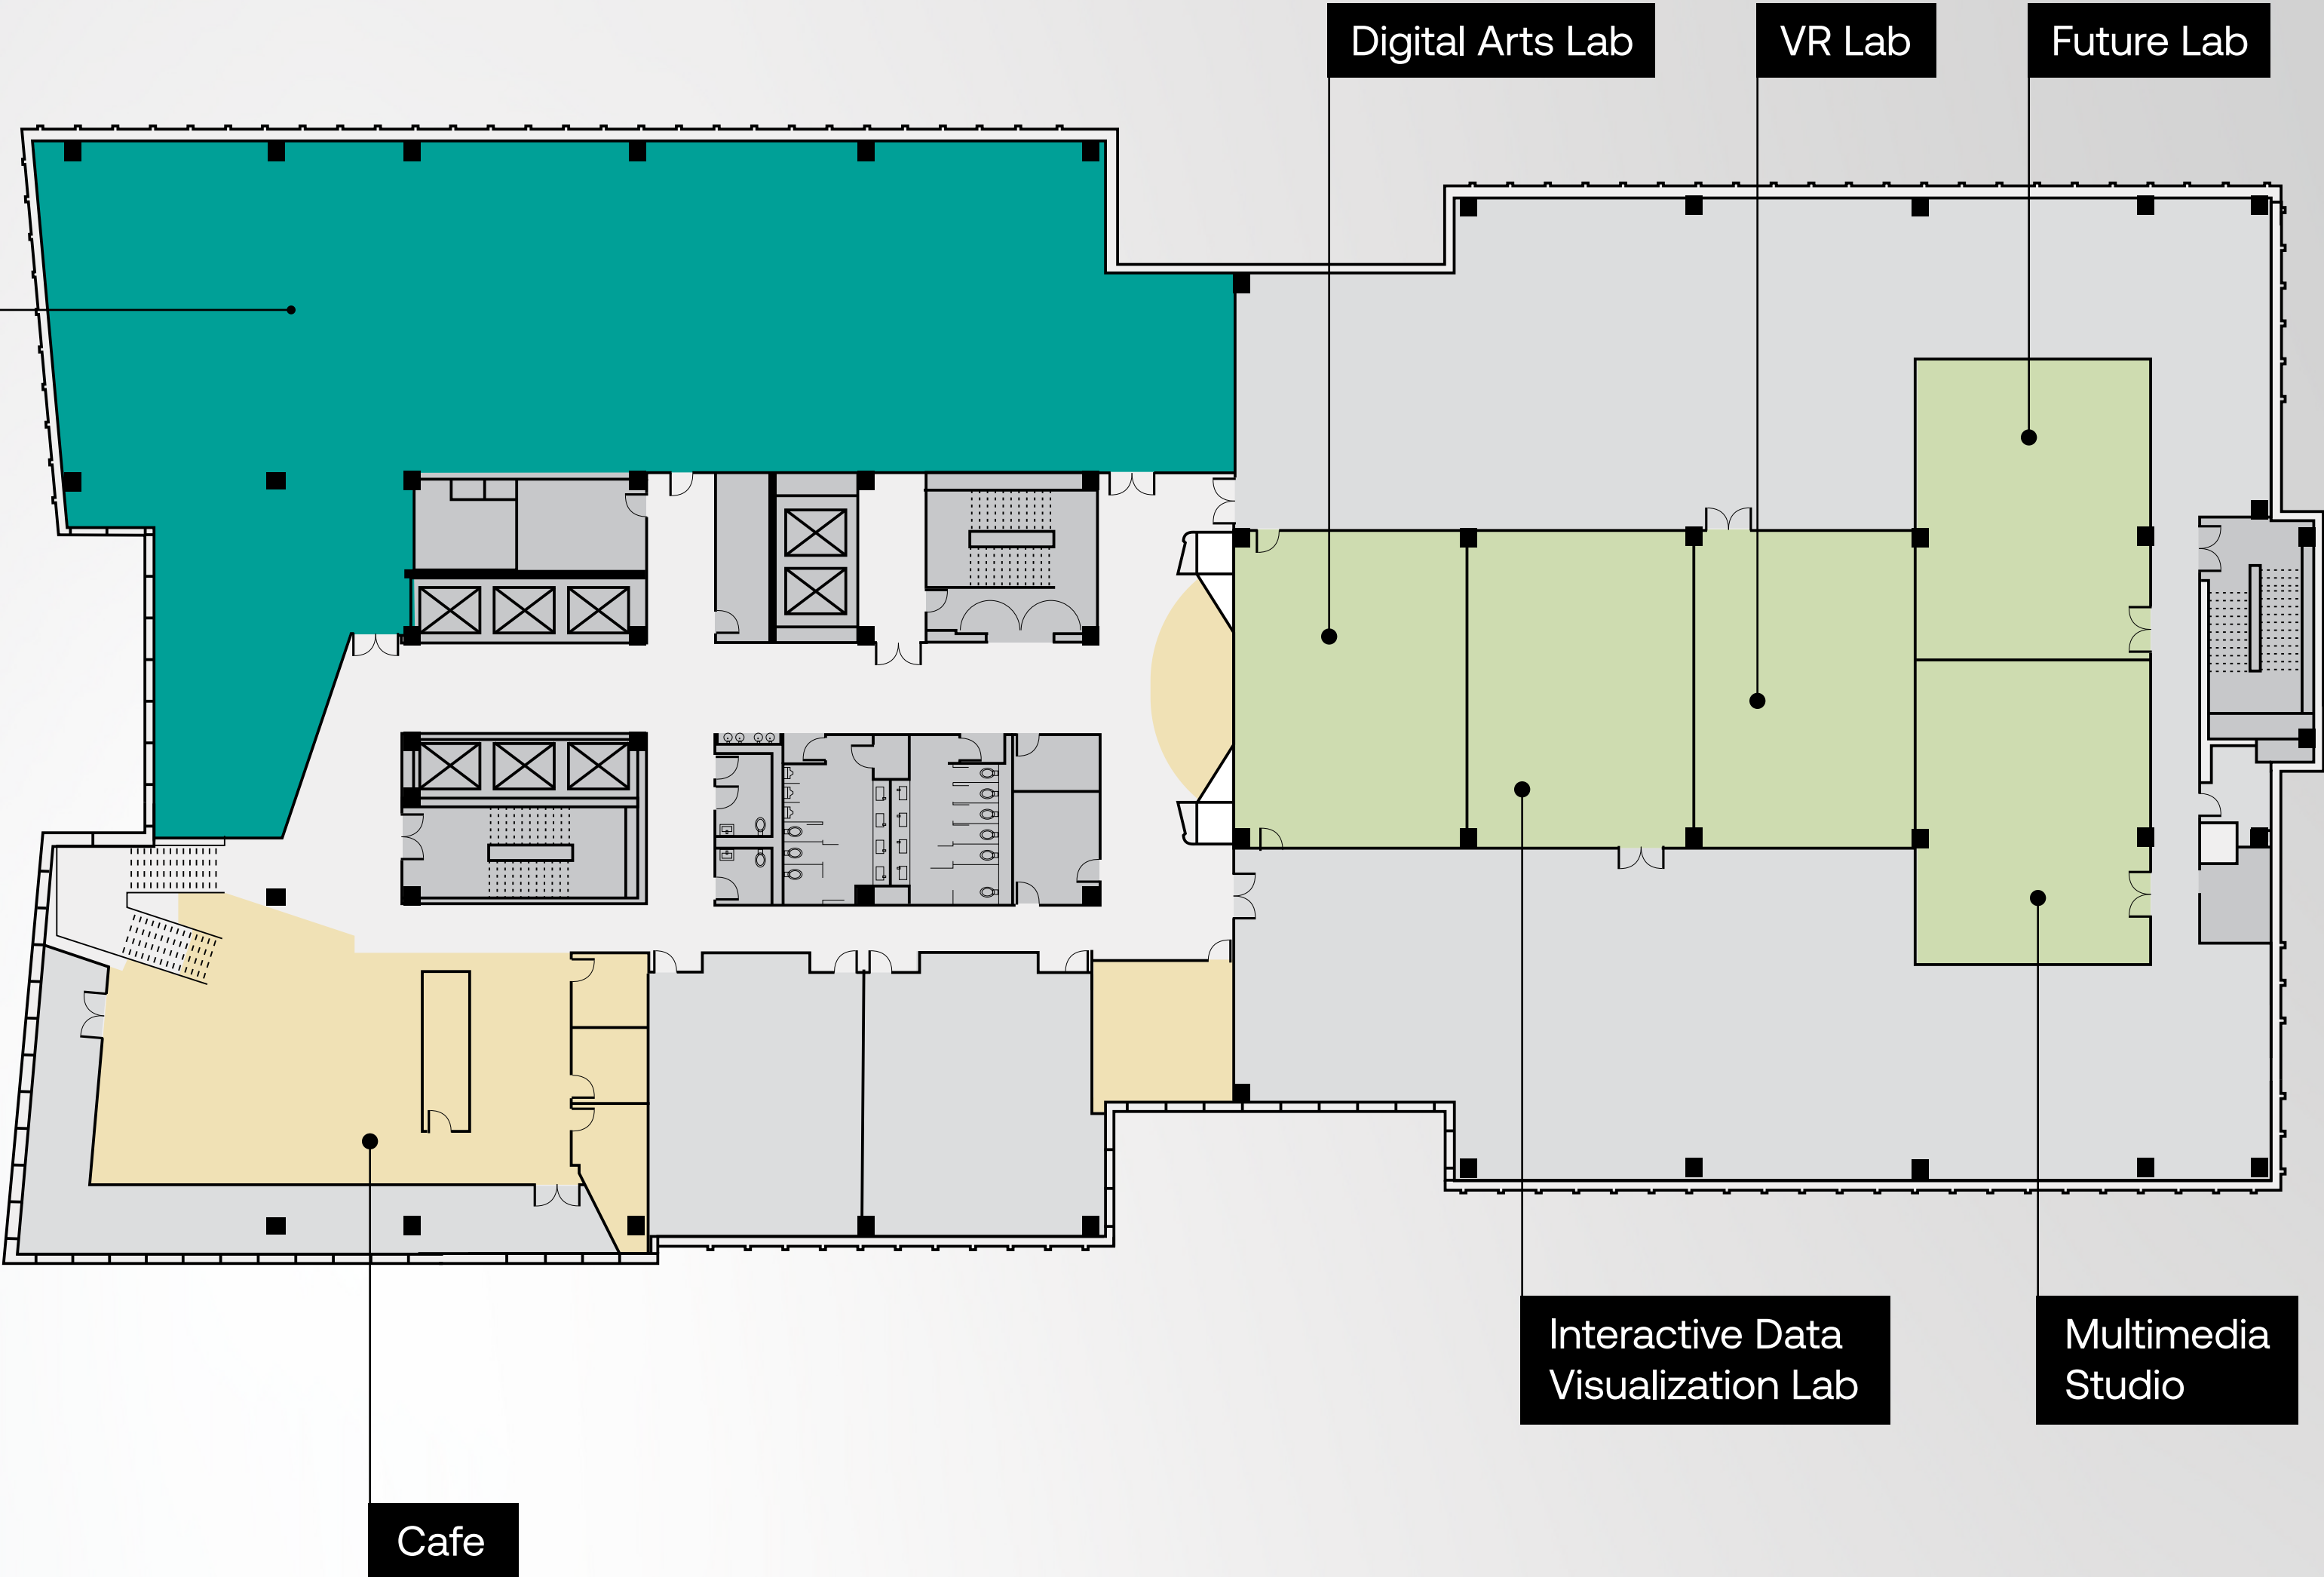 Digital Arts Lab
VR Lab
Future Lab
Interactive Data
Visualization Lab
Multimedia
Studio
Cafe